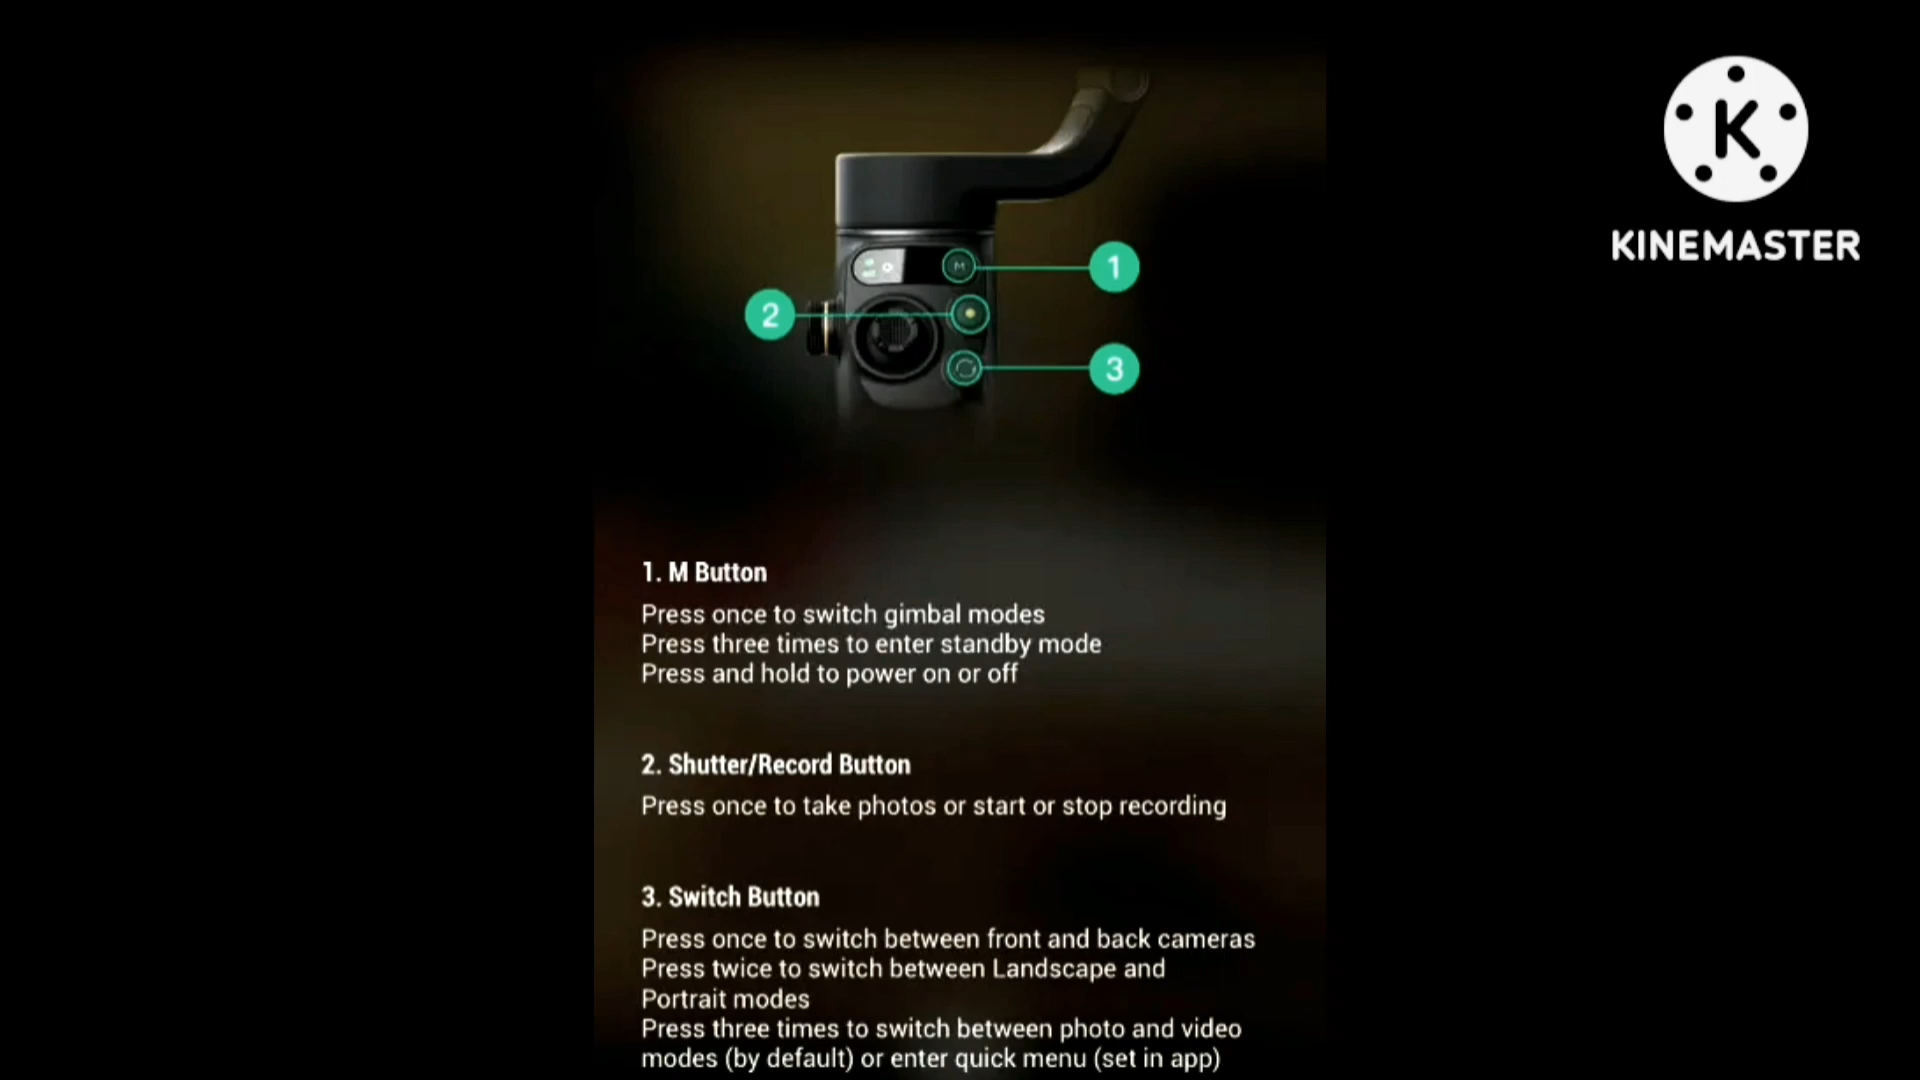 K
KINEMASTER
M
1
2
3
1. M Button
Press once to switch gimbal modes
Press three times to enter standby mode
Press and hold to power on or off
2. Shutter/Record Button
Press once to take photos or start or stop recording
3. Switch Button
Press once to switch between front and back cameras
Press twice to switch between Landscape and
Portrait modes
Press three times to switch between photo and video
modes (by default) or enter quick menu (set in app)